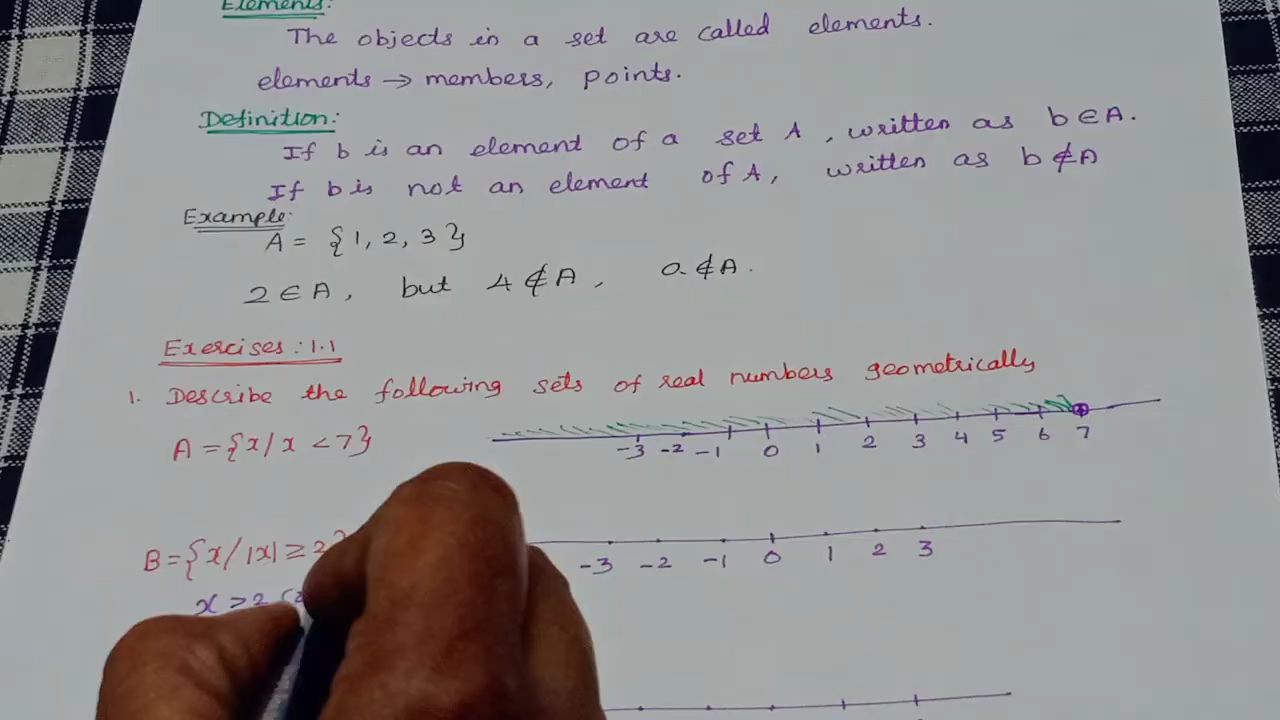 Elements:
The objects in a set are called elements.
elements → members, points.
Definition:
If b is an element of a set A, written as b ∈ A.
If b is not an element of A, written as b ∉ A
Example:
A = {1, 2, 3}
2 ∈ A, but 4 ∉ A, 0 ∉ A.
Exercises: 1.1
1. Describe the following sets of real numbers geometrically
A = {x/x < 7}
-3 -2 -1 0 1 2 3 4 5 6 7
B = {x/|x| ≥ 2}
-3 -2 -1 0 1 2 3